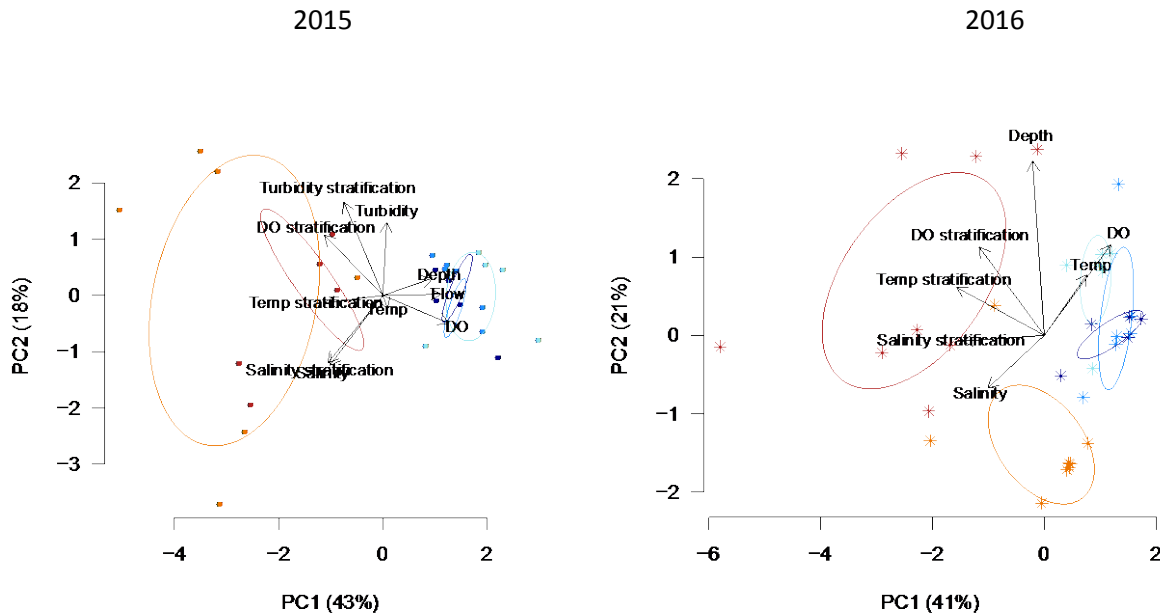 2015
2016
Turbidity stratification
Turbidity
DO stratification
Depth
Flow
Temp stratification
Temp
DO
Salinity stratification
Salinity
2
1
0
−1
−2
−3
PC2 (18%)
−4
−2
0
2
PC1 (43%)
Depth
DO
DO stratification
Temp
Temp stratification
Salinity stratification
Salinity
2
1
0
−1
−2
PC2 (21%)
−6
−4
−2
0
2
PC1 (41%)